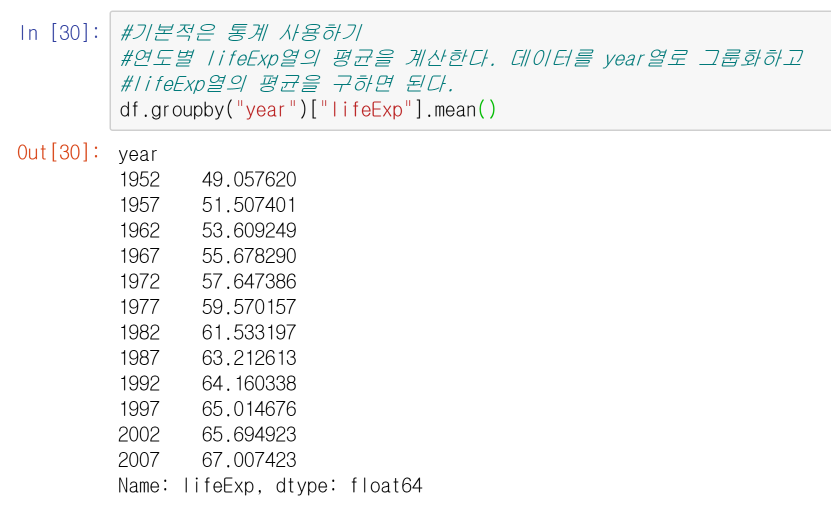 In [30]: #기본적은 통계 사용하기
#연도별 lifeExp열의 평균을 계산한다. 데이터를 year열로 그룹화하고
#lifeExp열의 평균을 구하면 된다.
df.groupby("year")["lifeExp"].mean()
Out[30]: year
1952 49.057620
1957 51.507401
1962 53.609249
1967 55.678290
1972 57.647386
1977 59.570157
1982 61.533197
1987 63.212613
1992 64.160338
1997 65.014676
2002 65.694923
2007 67.007423
Name: lifeExp, dtype: float64